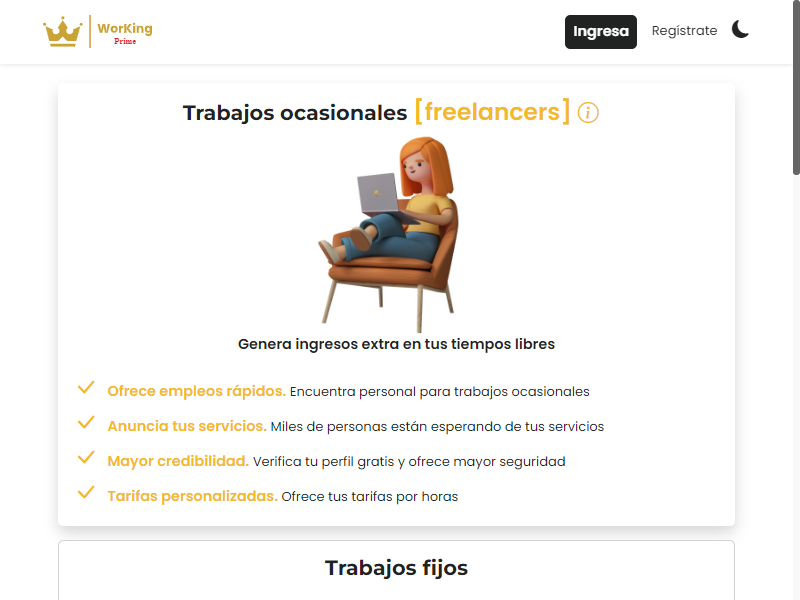 WorKing
Prime
Ingresa
Regístrate
Trabajos ocasionales [freelancers]
Genera ingresos extra en tus tiempos libres
Ofrece empleos rápidos. Encuentra personal para trabajos ocasionales
Anuncia tus servicios. Miles de personas están esperando de tus servicios
Mayor credibilidad. Verifica tu perfil gratis y ofrece mayor seguridad
Tarifas personalizadas. Ofrece tus tarifas por horas
Trabajos fijos